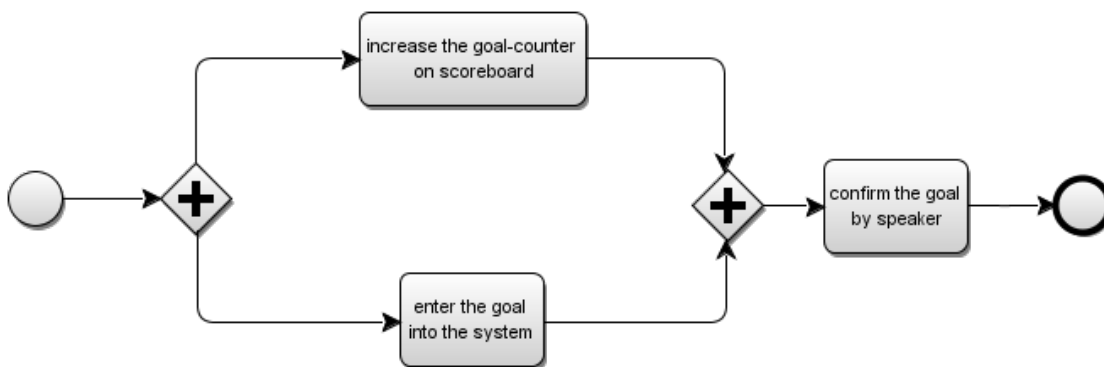 increase the goal-counter
on scoreboard
confirm the goal
by speaker
enter the goal
into the system